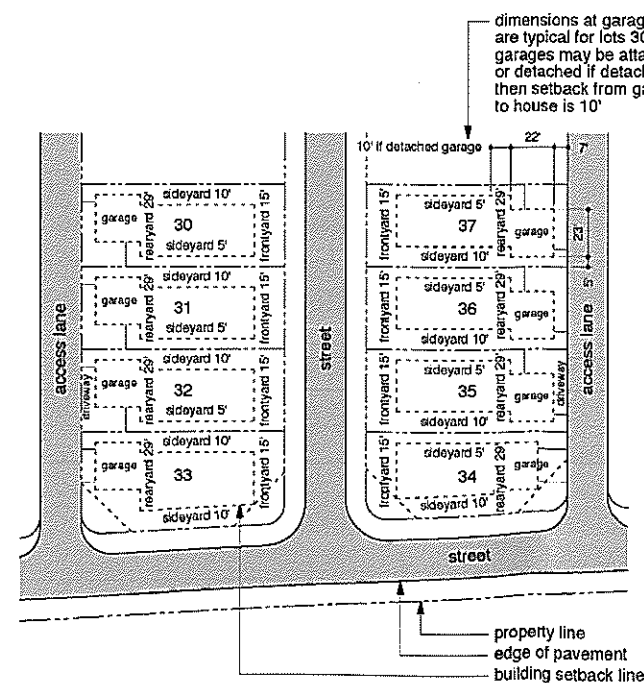 dimensions at garag
are typical for lots 30
garages may be atta
or detached if detach
then setback from ga
to house is 10'
10' if detached garage
22'
7'
sideyard 10'
garage
rearyard 29'
30
sideyard 5'
frontyard 15'
frontyard 15'
sideyard 5'
37
sideyard 10'
rearyard 29'
garage
23'
5'
sideyard 10'
garage
rearyard 29'
31
sideyard 5'
frontyard 15'
frontyard 15'
sideyard 5'
36
sideyard 10'
rearyard 29'
garage
access lane
street
access lane
sideyard 10'
driveway
garage
rearyard 29'
32
sideyard 5'
frontyard 15'
frontyard 15'
sideyard 5'
35
sideyard 10'
rearyard 29'
garage
driveway
sideyard 10'
garage
rearyard 29'
33
sideyard 10'
frontyard 15'
frontyard 15'
sideyard 5'
34
sideyard 10'
rearyard 29'
garage
street
property line
edge of pavement
building setback line